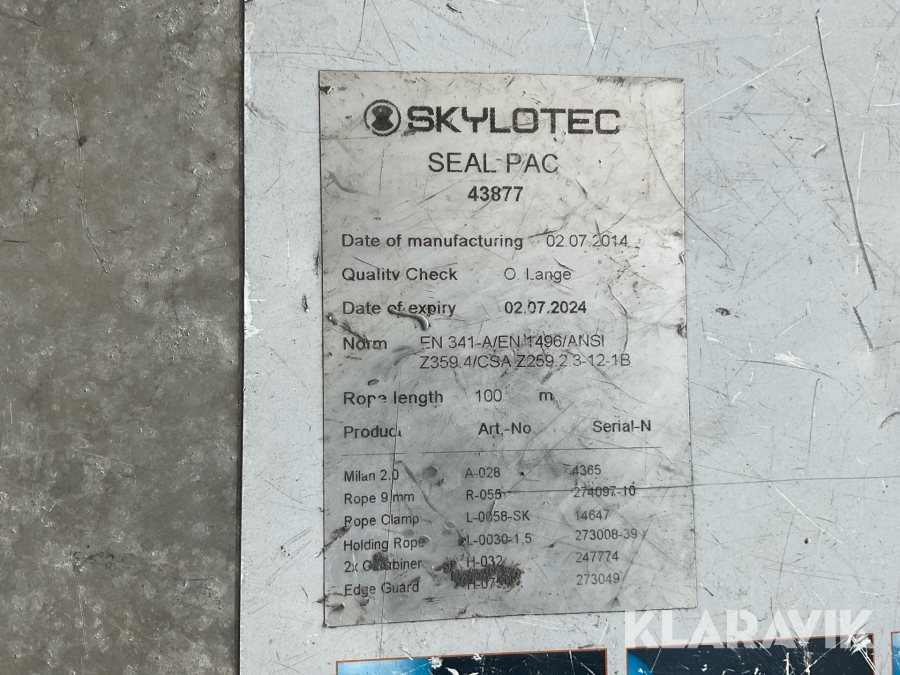 SKYLOTEC
SEAL PAC
43877
Date of manufacturing 02.07.2014
Quality Check O. Lange
Date of expiry 02.07.2024
Norm EN 341-A/EN 1496/ANSI
Z359.4/CSA Z259.2.3-12-1B
Rope length 100 m
Product Art.-No. Serial-N
Milan 2.0 A-028 4365
Rope 9 mm R-055 274097-10
Rope Clamp L-0058-SK 14647
Holding Rope L-0030-1,5 273008-39
2x H-032 247774
Edge Guard 273049
KLARAVIK